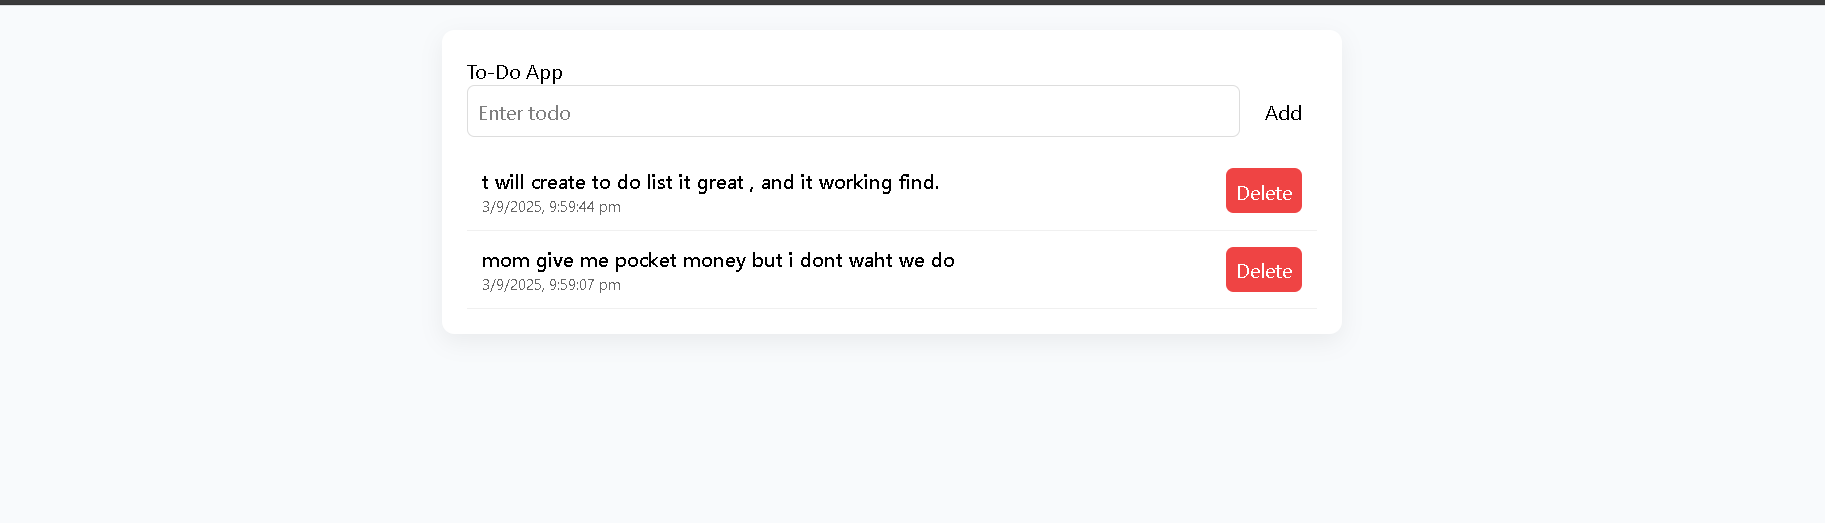 To-Do App
Enter todo
Add
t will create to do list it great , and it working find.
3/9/2025, 9:59:44 pm
Delete
mom give me pocket money but i dont waht we do
3/9/2025, 9:59:07 pm
Delete